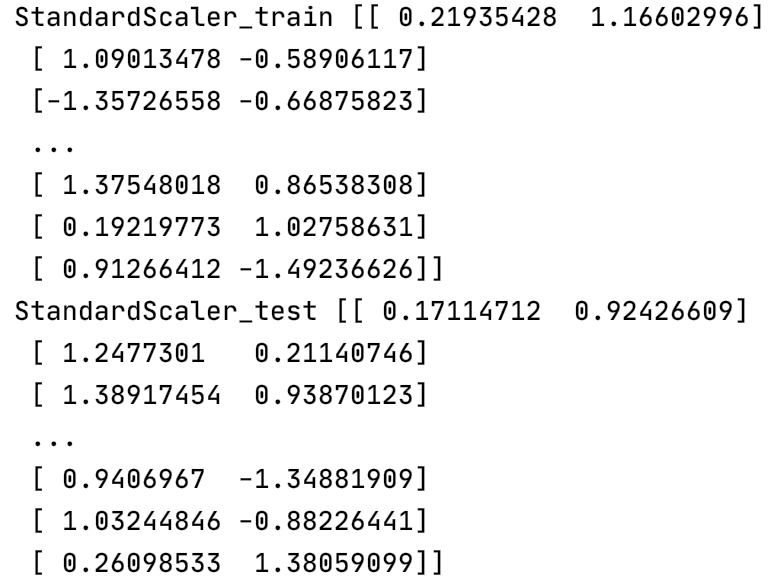 StandardScaler_train [[ 0.21935428  1.16602996]
 [ 1.09013478 -0.58906117]
 [-1.35726558 -0.66875823]
 ...
 [ 1.37548018  0.86538308]
 [ 0.19219773  1.02758631]
 [ 0.91266412 -1.49236626]]
StandardScaler_test [[ 0.17114712  0.92426609]
 [ 1.2477301   0.21140746]
 [ 1.38917454  0.93870123]
 ...
 [ 0.9406967  -1.34881909]
 [ 1.03244846 -0.88226441]
 [ 0.26098533  1.38059099]]